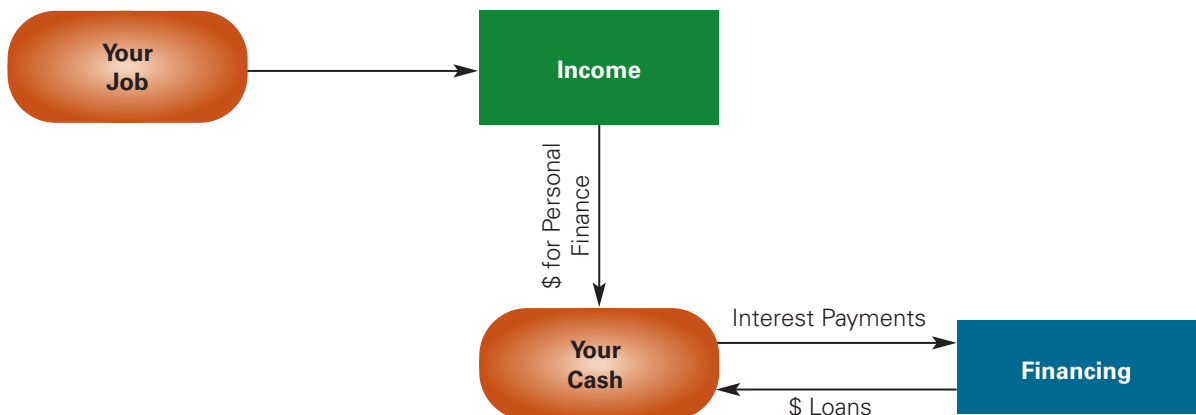 Your
Job
Income
$ for Personal
Finance
Interest Payments
Your
Cash
Financing
$ Loans